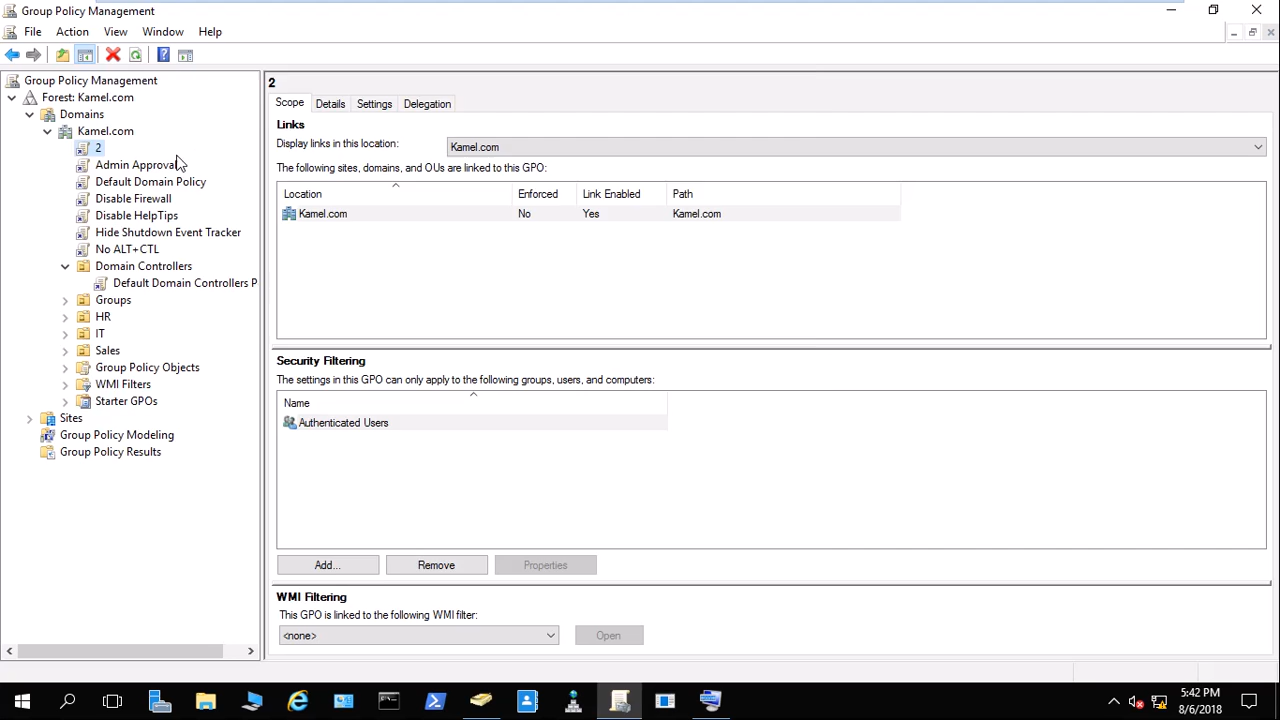 Group Policy Management
File Action View Window Help
Group Policy Management
Forest: Kamel.com
Domains
Kamel.com
2
Admin Approval
Default Domain Policy
Disable Firewall
Disable HelpTips
Hide Shutdown Event Tracker
No ALT+CTL
Domain Controllers
Default Domain Controllers P
Groups
HR
IT
Sales
Group Policy Objects
WMI Filters
Starter GPOs
Sites
Group Policy Modeling
Group Policy Results
2
Scope Details Settings Delegation
Links
Display links in this location: Kamel.com
The following sites, domains, and OUs are linked to this GPO:
Location Enforced Link Enabled Path
Kamel.com No Yes Kamel.com
Security Filtering
The settings in this GPO can only apply to the following groups, users, and computers:
Name
Authenticated Users
Add... Remove Properties
WMI Filtering
This GPO is linked to the following WMI filter:
<none> Open
5:42 PM
8/6/2018